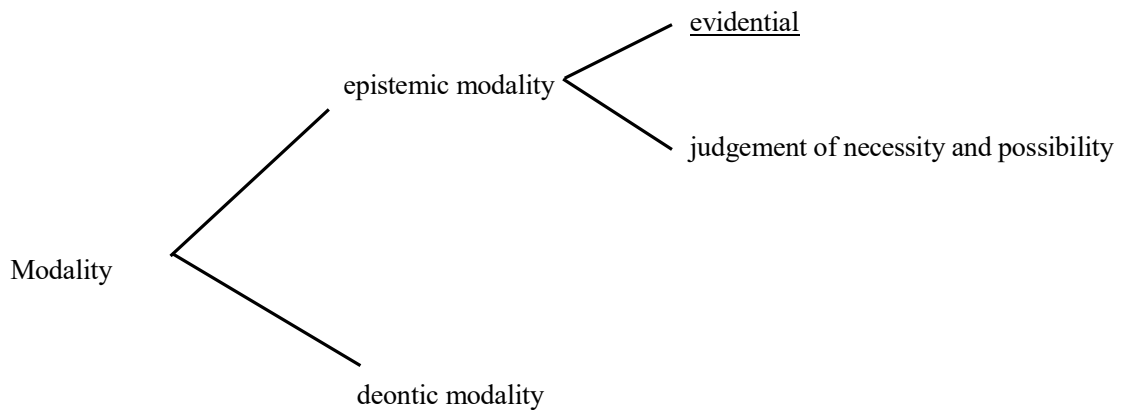 evidential
epistemic modality
judgement of necessity and possibility
Modality
deontic modality